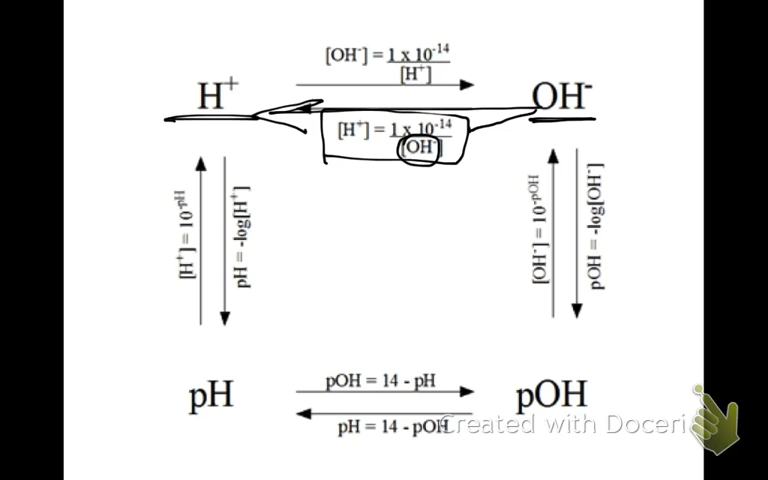 [OH⁻] = 1 x 10⁻¹⁴
[H⁺]
H⁺
OH⁻
[H⁺] = 1 x 10⁻¹⁴
[OH⁻]
[H⁺] = 10⁻ᵖᴴ
pH = -log[H⁺]
[OH⁻] = 10⁻ᵖᴼᴴ
pOH = -log[OH⁻]
pH
pOH = 14 - pH
pH = 14 - pOH
pOH
Created with Doceri